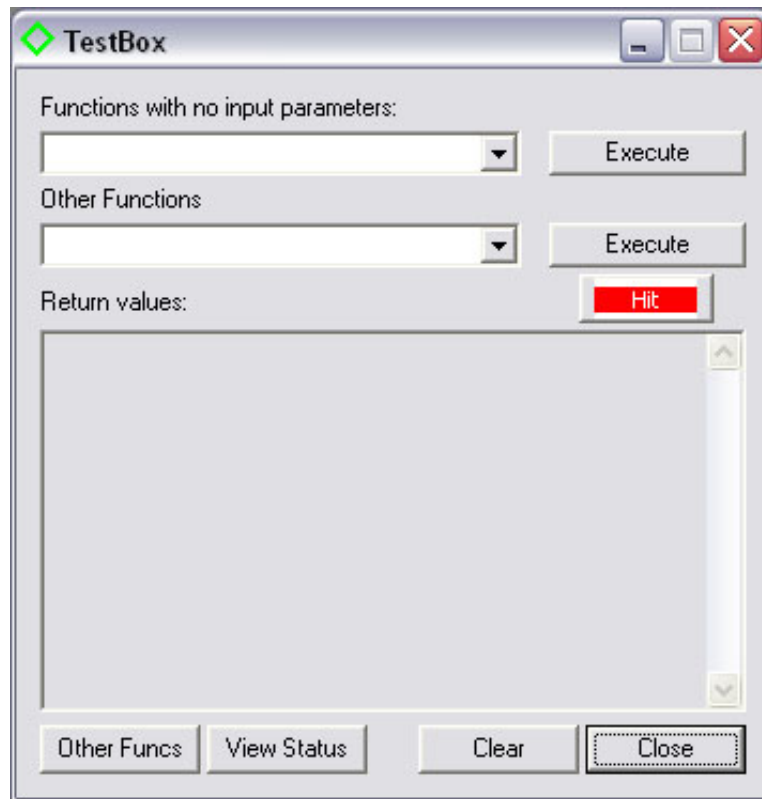 TestBox
Functions with no input parameters:
Execute
Other Functions
Execute
Return values:
Hit
Other Funcs View Status Clear Close